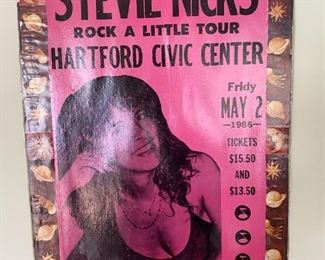 STEVIE NICKS
ROCK A LITTLE TOUR
HARTFORD CIVIC CENTER
Fridy
MAY 2
—1986—
TICKETS
$15.50
AND
$13.50